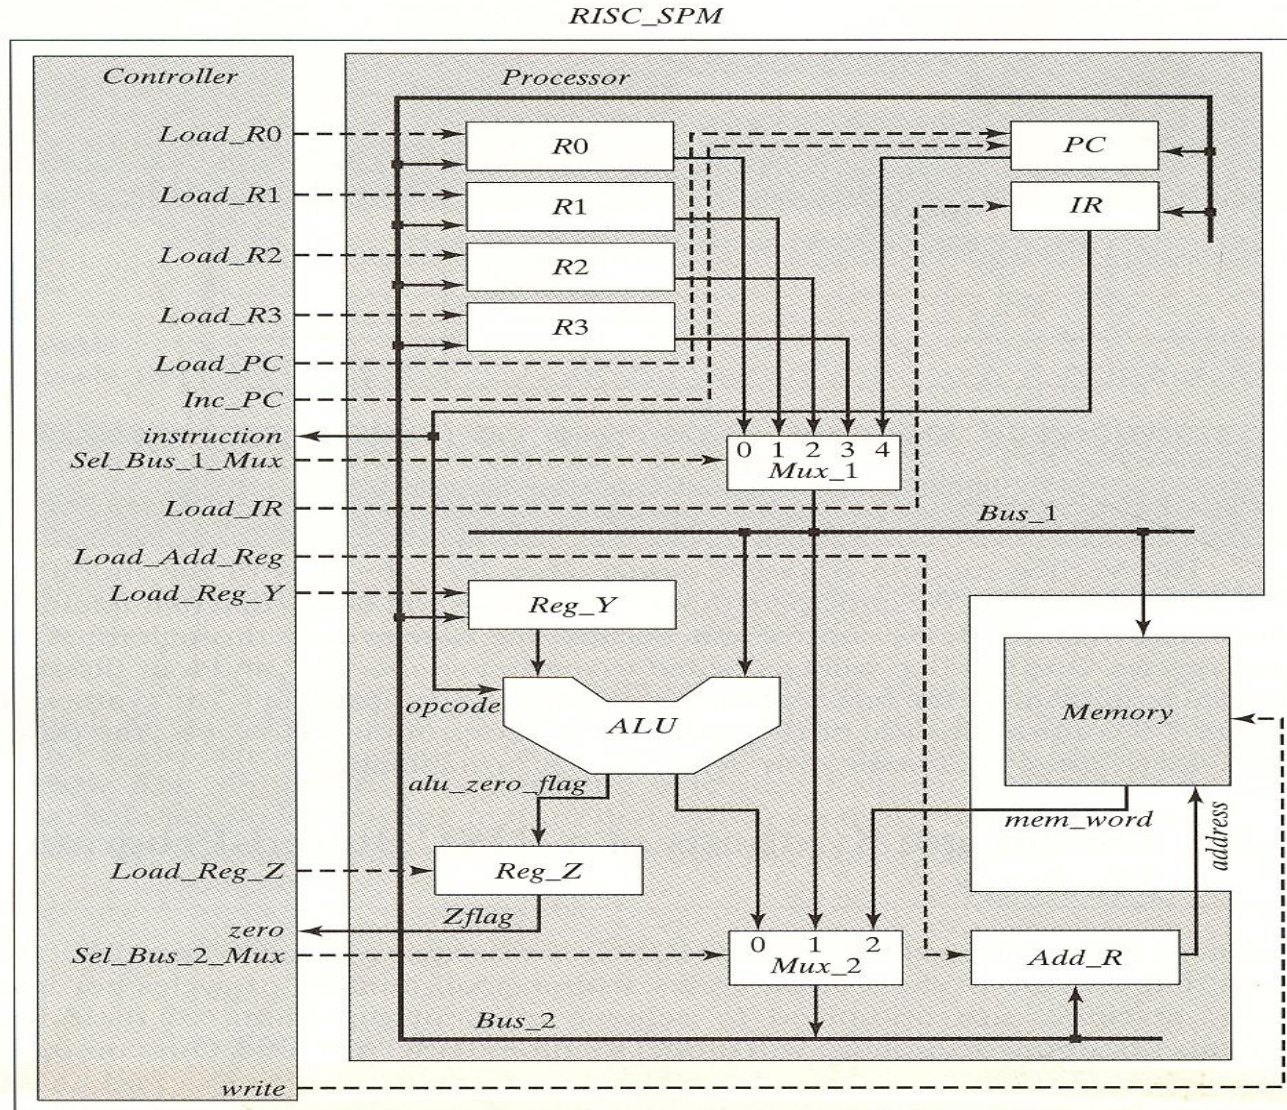 RISC_SPM
Controller
Processor
Load_R0
R0
PC
Load_R1
R1
IR
Load_R2
R2
Load_R3
R3
Load_PC
Inc_PC
instruction
Sel_Bus_1_Mux
0 1 2 3 4
Mux_1
Load_IR
Bus_1
Load_Add_Reg
Load_Reg_Y
Reg_Y
opcode
ALU
Memory
alu_zero_flag
mem_word
address
Load_Reg_Z
Reg_Z
Zflag
zero
Sel_Bus_2_Mux
0 1 2
Mux_2
Add_R
Bus_2
write